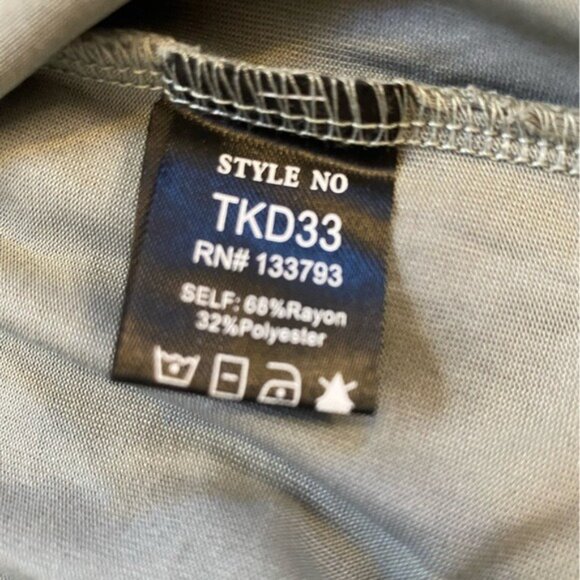 STYLE NO
TKD33
RN# 133793
SELF: 68%Rayon
32%Polyester